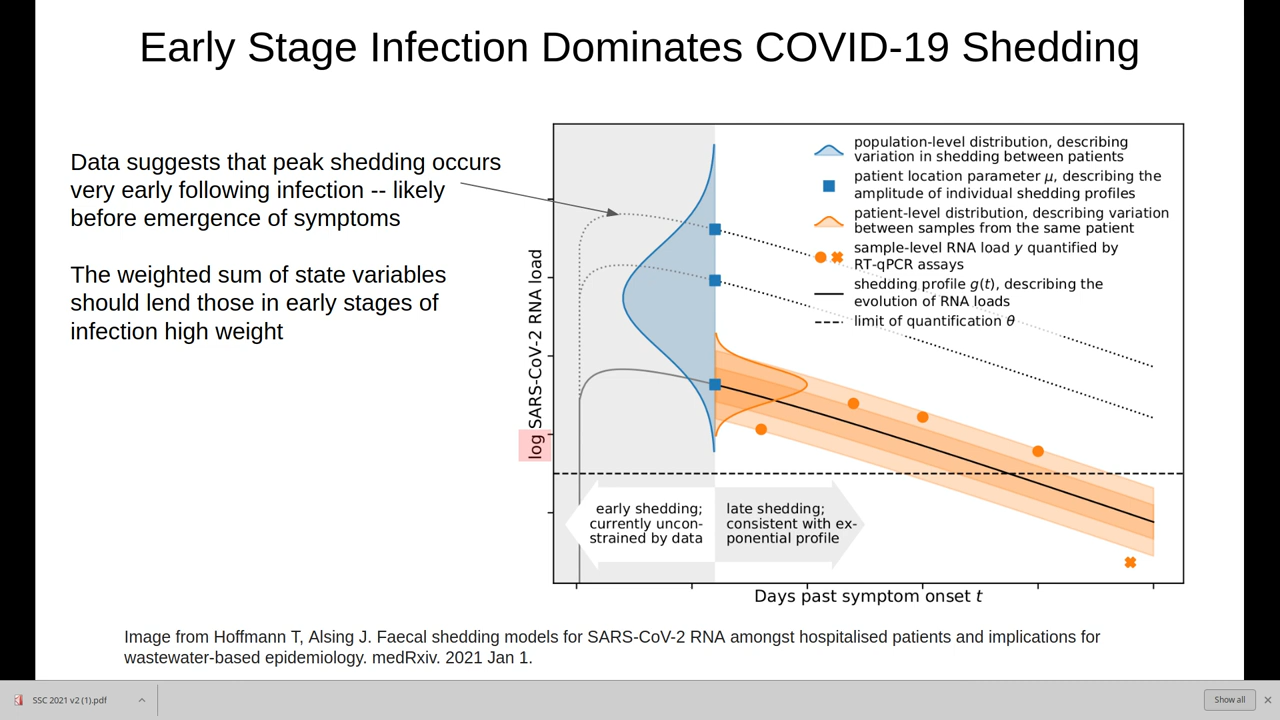 Early Stage Infection Dominates COVID-19 Shedding
Data suggests that peak shedding occurs
very early following infection -- likely
before emergence of symptoms
The weighted sum of state variables
should lend those in early stages of
infection high weight
log SARS-CoV-2 RNA load
population-level distribution, describing
variation in shedding between patients
patient location parameter μ, describing the
amplitude of individual shedding profiles
patient-level distribution, describing variation
between samples from the same patient
sample-level RNA load y quantified by
RT-qPCR assays
shedding profile g(t), describing the
evolution of RNA loads
limit of quantification θ
early shedding;
currently uncon-
strained by data
late shedding;
consistent with ex-
ponential profile
Days past symptom onset t
Image from Hoffmann T, Alsing J. Faecal shedding models for SARS-CoV-2 RNA amongst hospitalised patients and implications for
wastewater-based epidemiology. medRxiv. 2021 Jan 1.
SSC 2021 v2 (1).pdf
Show all